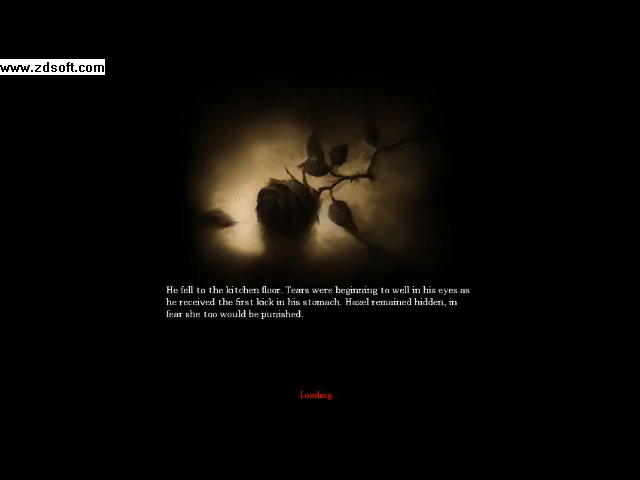 www.zdsoft.com
He fell to the kitchen floor. Tears were beginning to well in his eyes as
he received the first kick in his stomach. Hazel remained hidden, in
fear she too would be punished.
Loading.